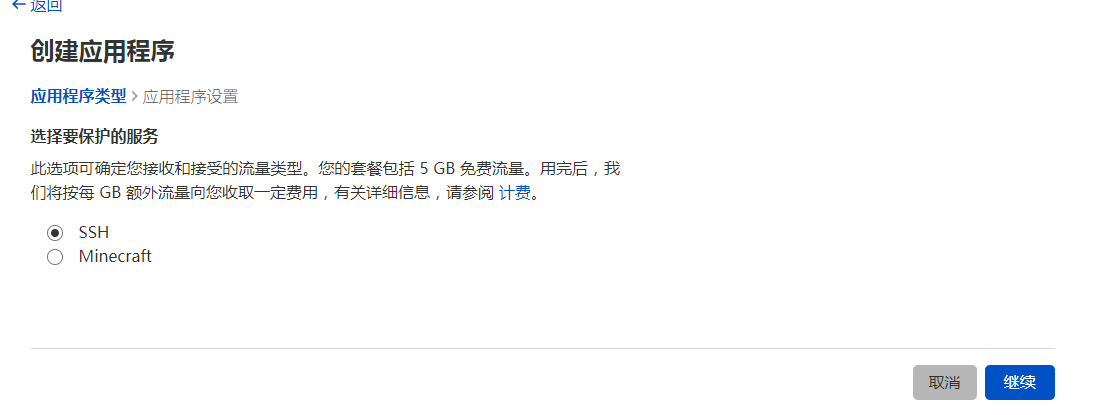 返回
创建应用程序
应用程序类型 > 应用程序设置
选择要保护的服务
此选项可确定您接收和接受的流量类型。您的套餐包括 5 GB 免费流量。用完后，我
们将按每 GB 额外流量向您收取一定费用，有关详细信息，请参阅 计费。
SSH
Minecraft
取消 继续